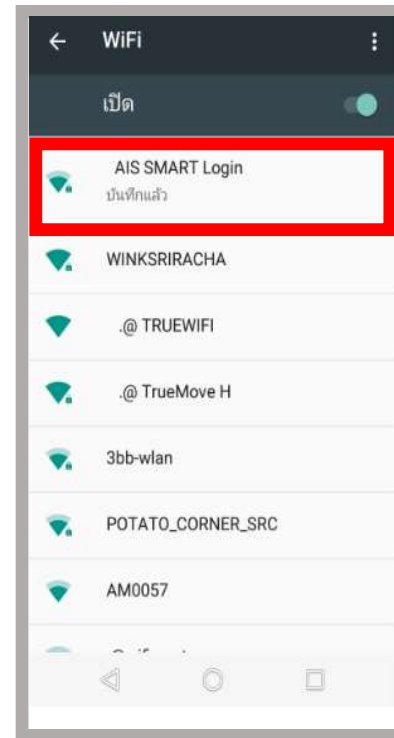 WiFi
เปิด
AIS SMART Login
บันทึกแล้ว
WINKSRIRACHA
.@ TRUEWIFI
.@ TrueMove H
3bb-wlan
POTATO_CORNER_SRC
AM0057